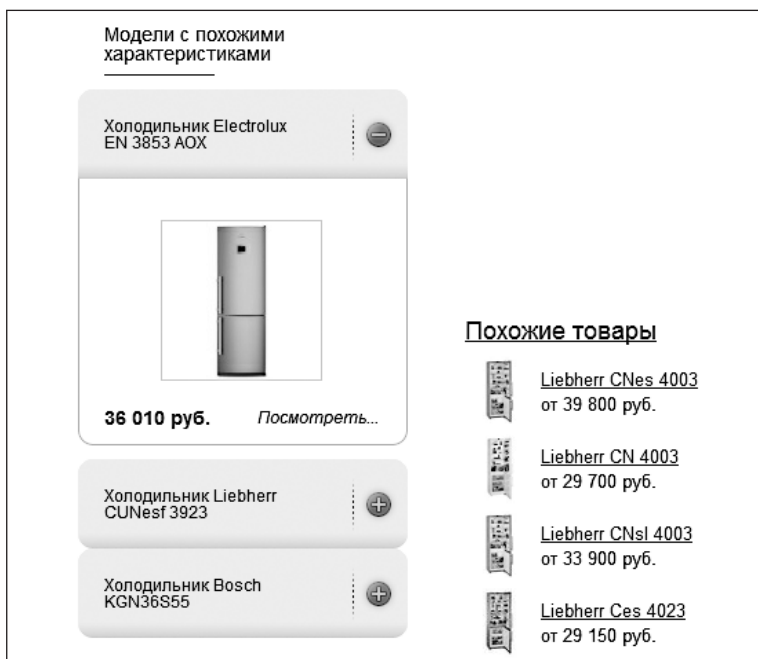 Модели с похожими
характеристиками
Холодильник Electrolux
EN 3853 AOX
36 010 руб.
Посмотреть...
Холодильник Liebherr
CUNesf 3923
Холодильник Bosch
KGN36S55
Похожие товары
Liebherr CNes 4003
от 39 800 руб.
Liebherr CN 4003
от 29 700 руб.
Liebherr CNsl 4003
от 33 900 руб.
Liebherr Ces 4023
от 29 150 руб.